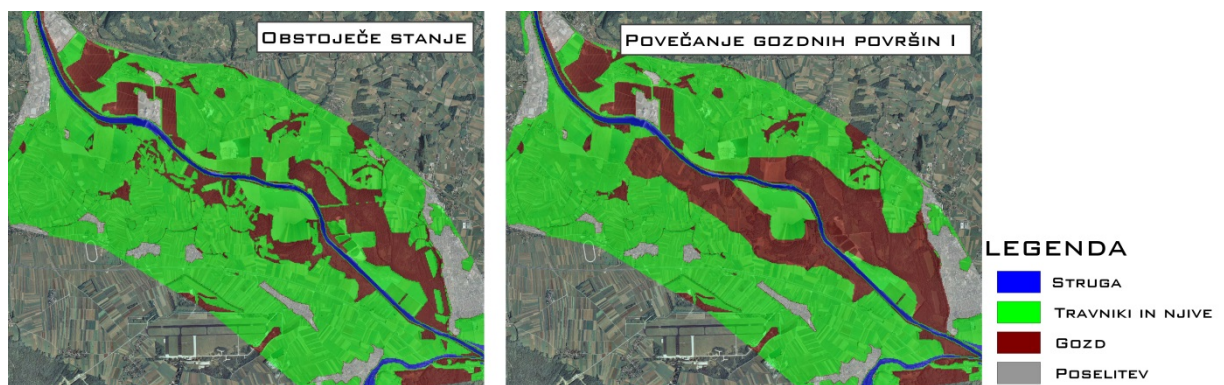 OBSTOJEČE STANJE
POVEČANJE GOZDNIH POVRŠIN I
LEGENDA
STRUGA
TRAVNIKI IN NJIVE
GOZD
POSELITEV